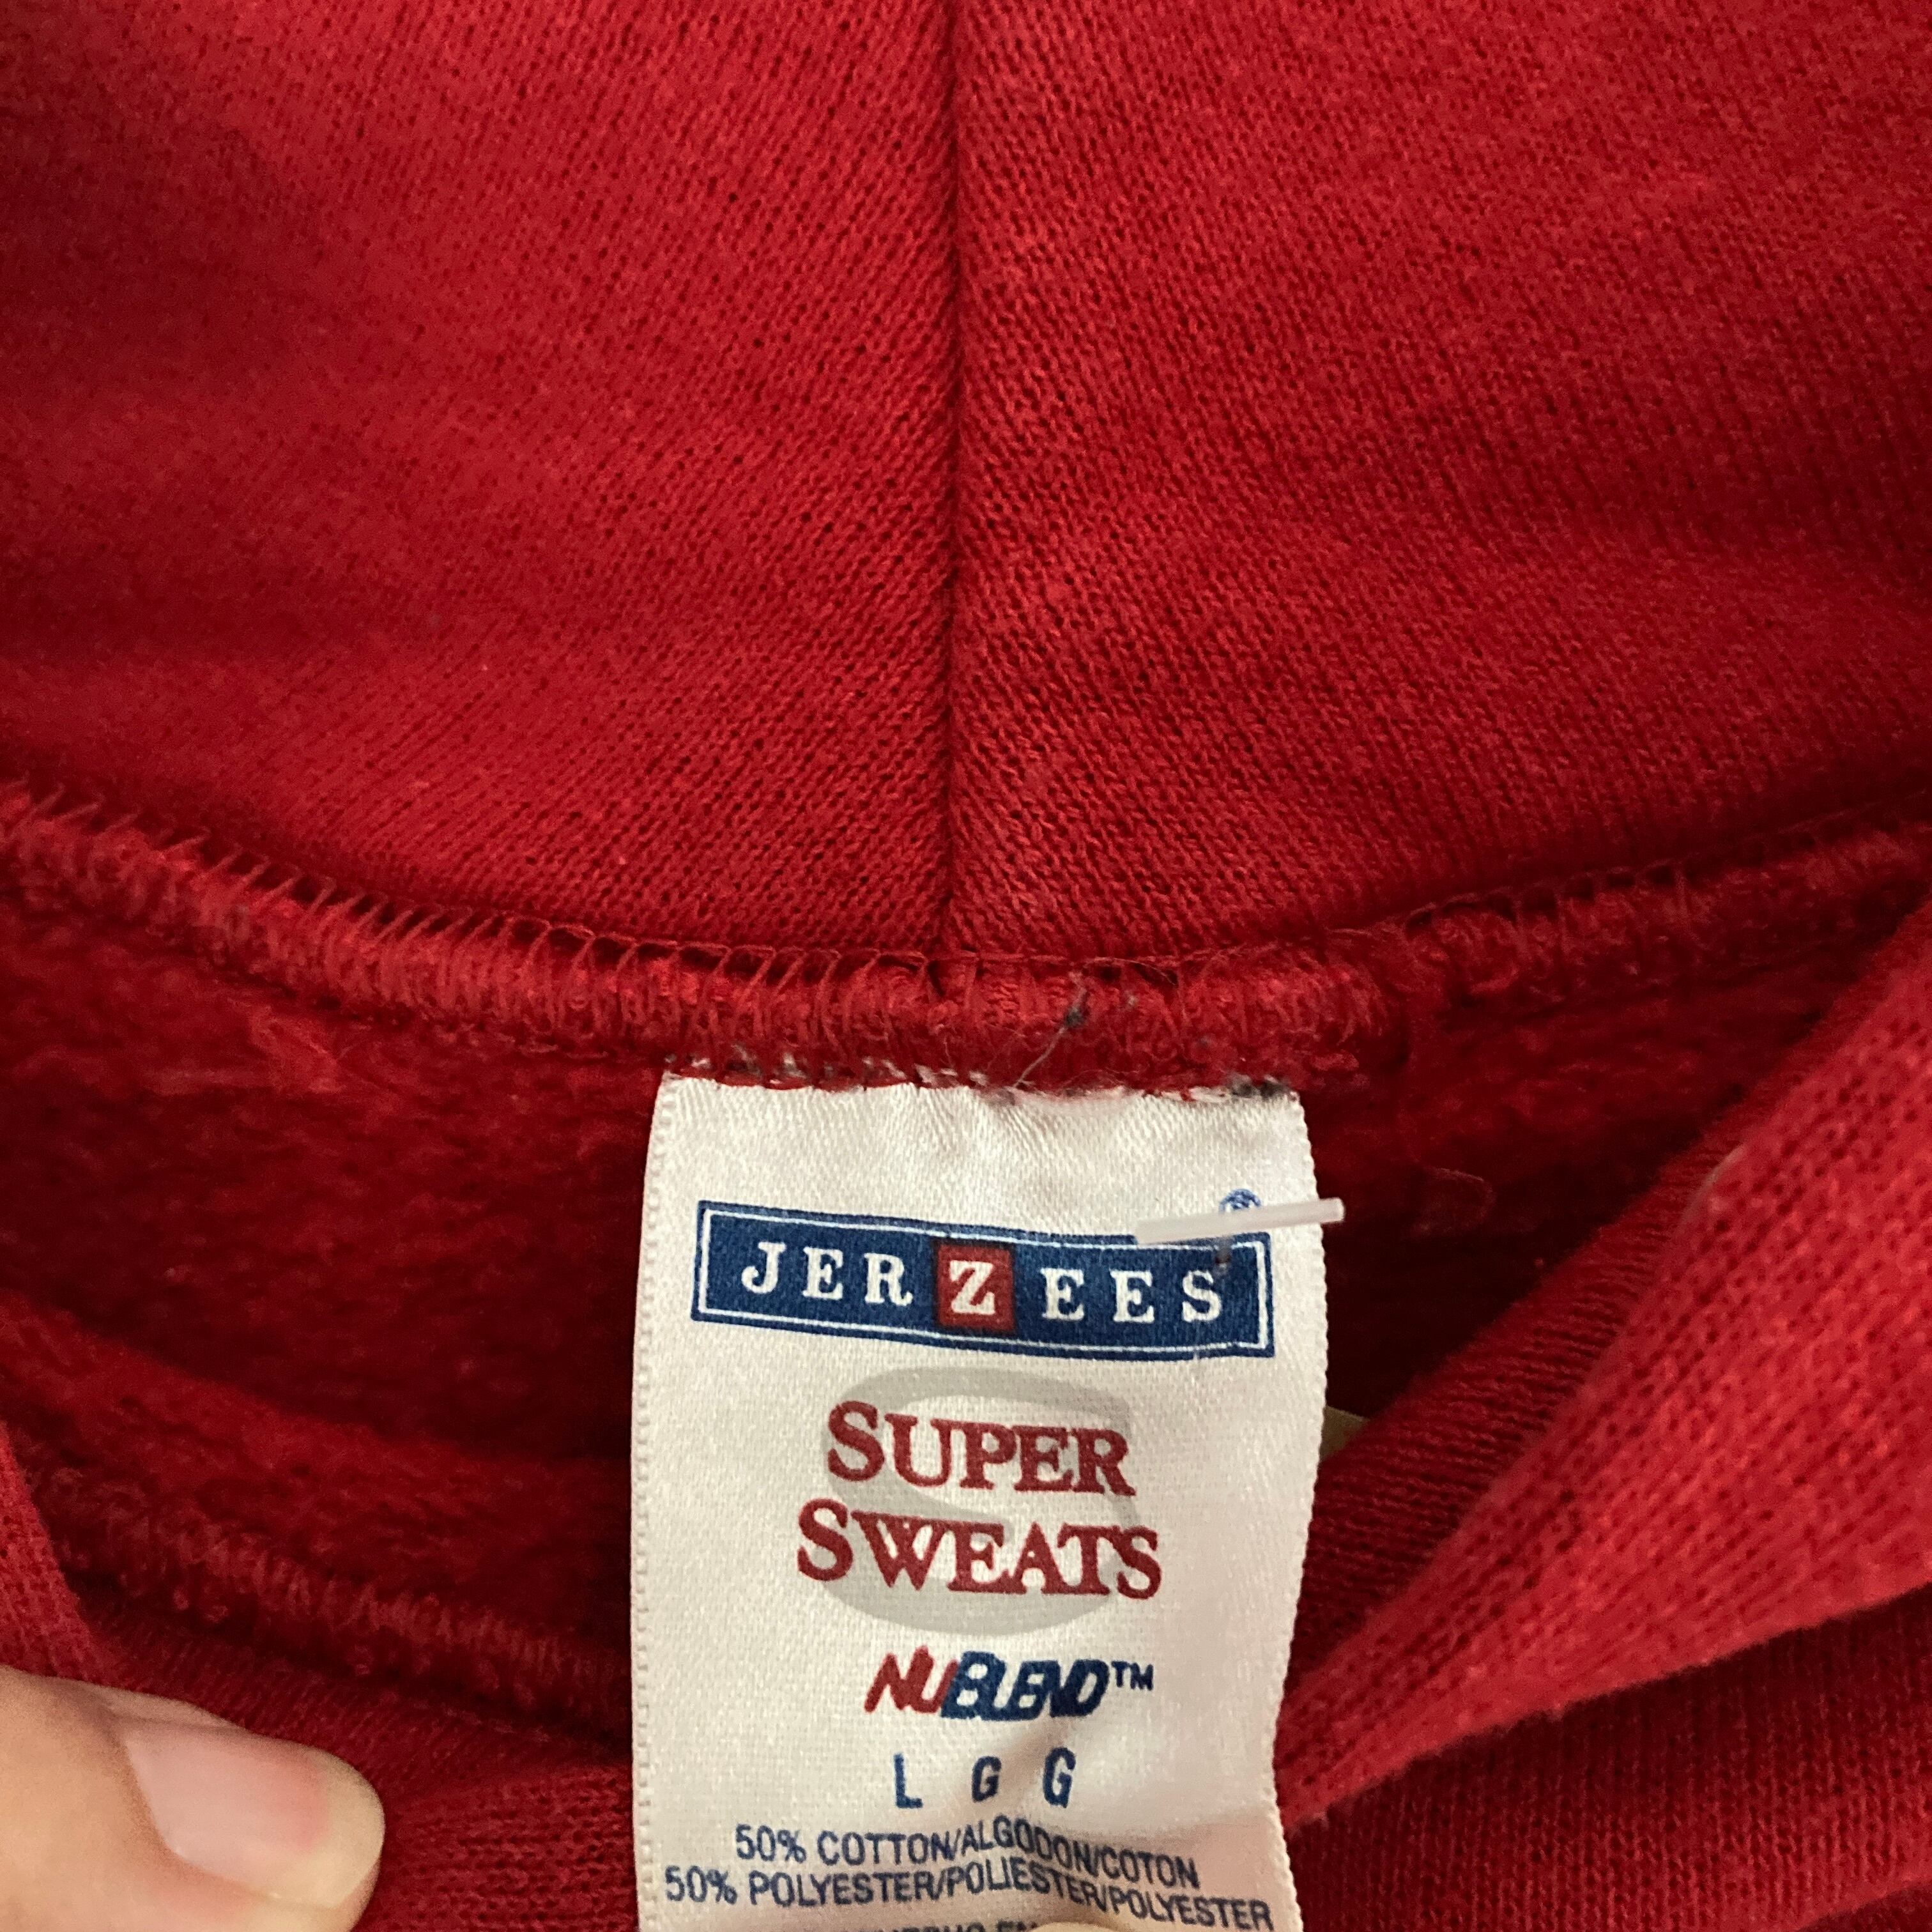 JERZEES®
SUPER
SWEATS
NUBLEND™
L G G
50% COTTON/ALGODON/COTON
50% POLYESTER/POLIESTER/POLYESTER